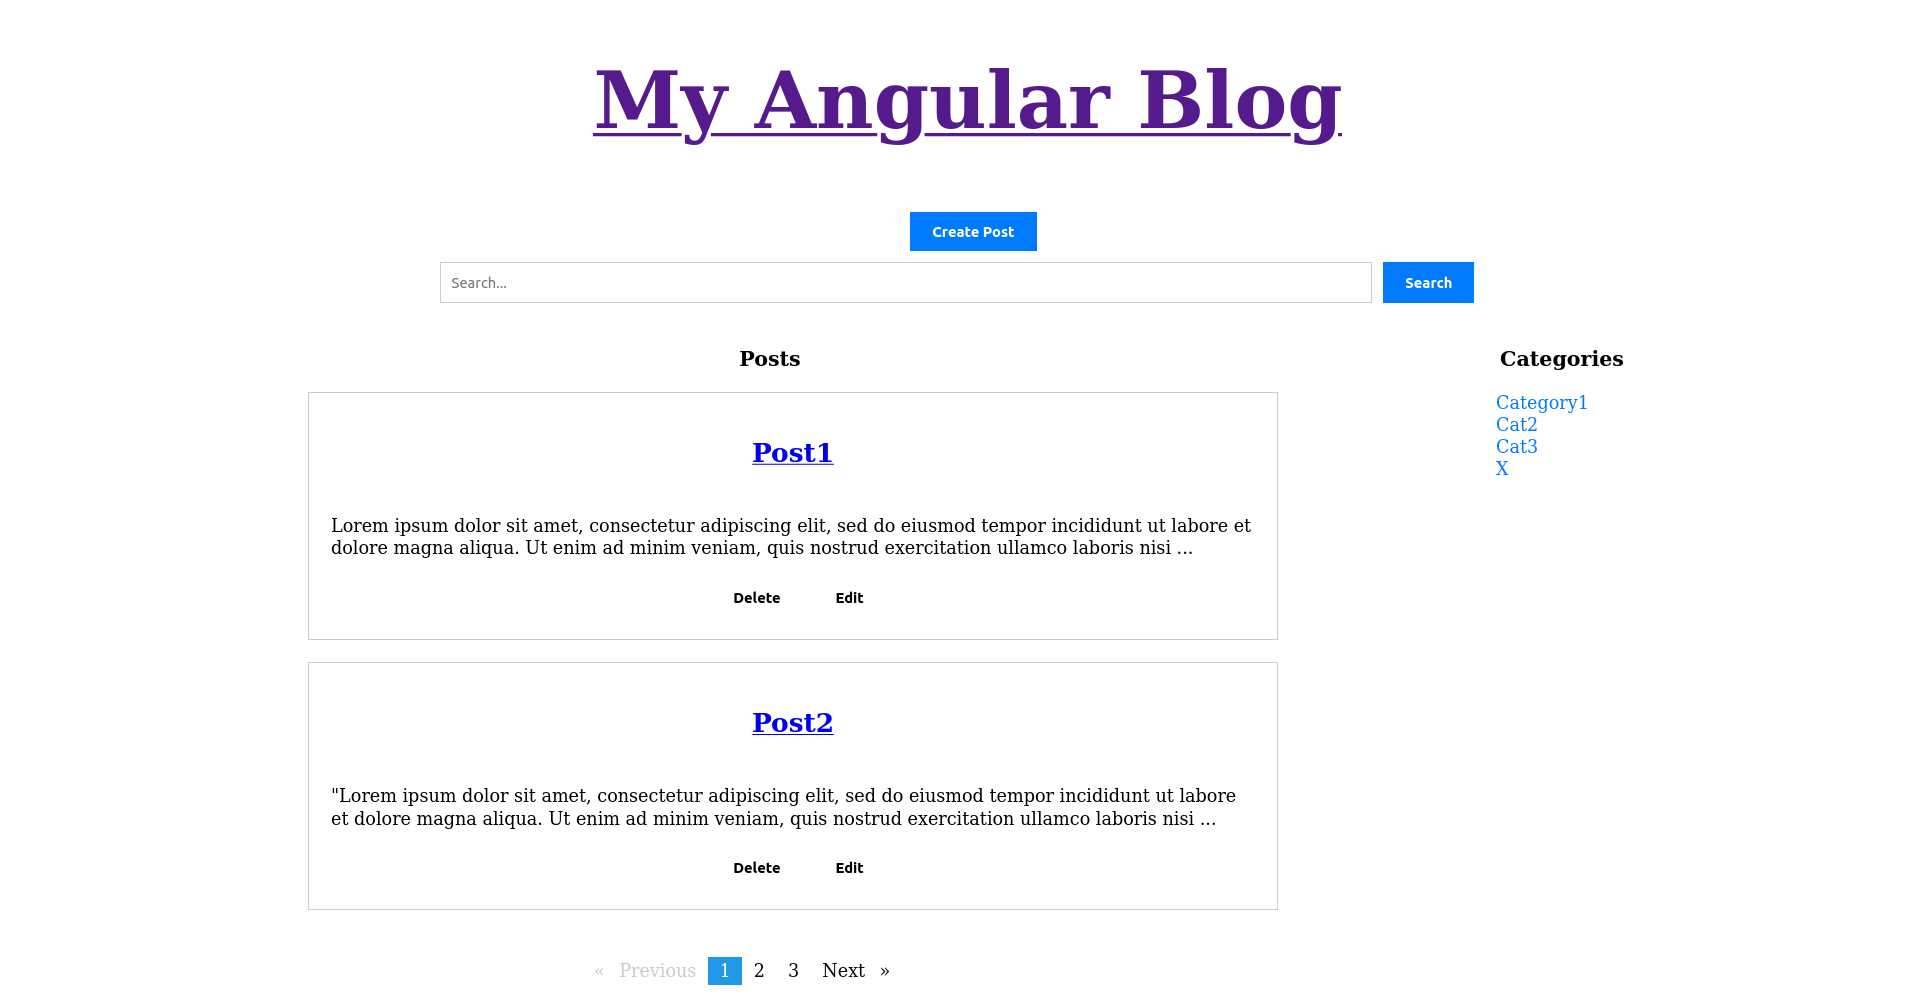 My Angular Blog
Create Post
Search...
Search
Posts
Post1
Lorem ipsum dolor sit amet, consectetur adipiscing elit, sed do eiusmod tempor incididunt ut labore et
dolore magna aliqua. Ut enim ad minim veniam, quis nostrud exercitation ullamco laboris nisi ...
Delete Edit
Post2
"Lorem ipsum dolor sit amet, consectetur adipiscing elit, sed do eiusmod tempor incididunt ut labore
et dolore magna aliqua. Ut enim ad minim veniam, quis nostrud exercitation ullamco laboris nisi ...
Delete Edit
« Previous 1 2 3 Next »
Categories
Category1
Cat2
Cat3
X